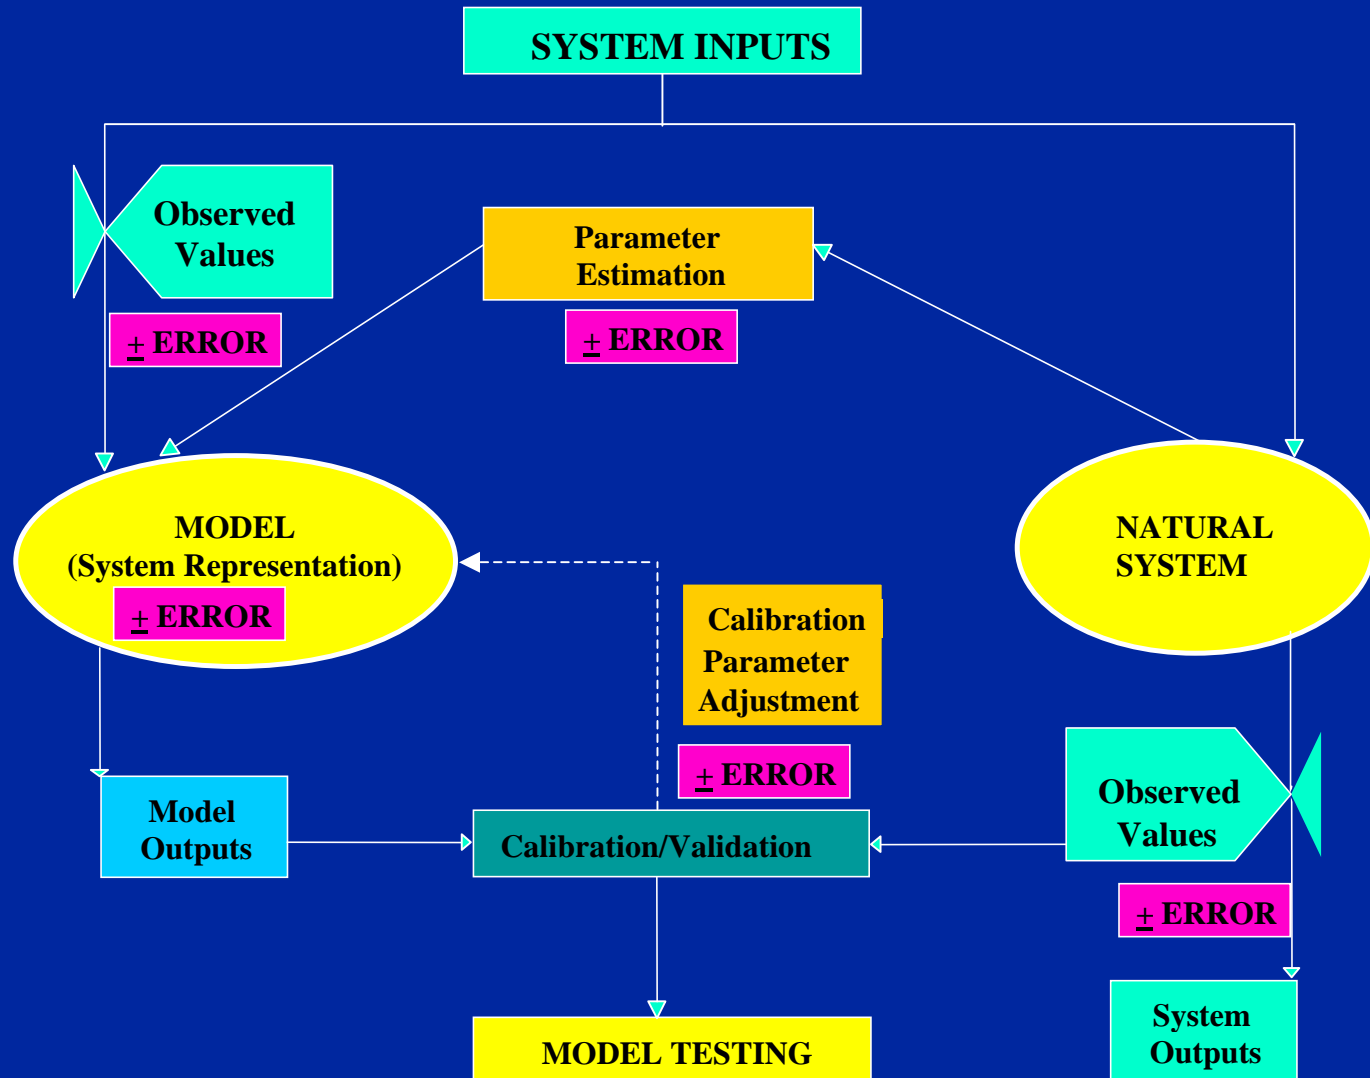 SYSTEM INPUTS
Observed
Values
± ERROR
Parameter
Estimation
± ERROR
MODEL
(System Representation)
± ERROR
NATURAL
SYSTEM
Calibration
Parameter
Adjustment
± ERROR
Model
Outputs
Calibration/Validation
Observed
Values
± ERROR
MODEL TESTING
System
Outputs